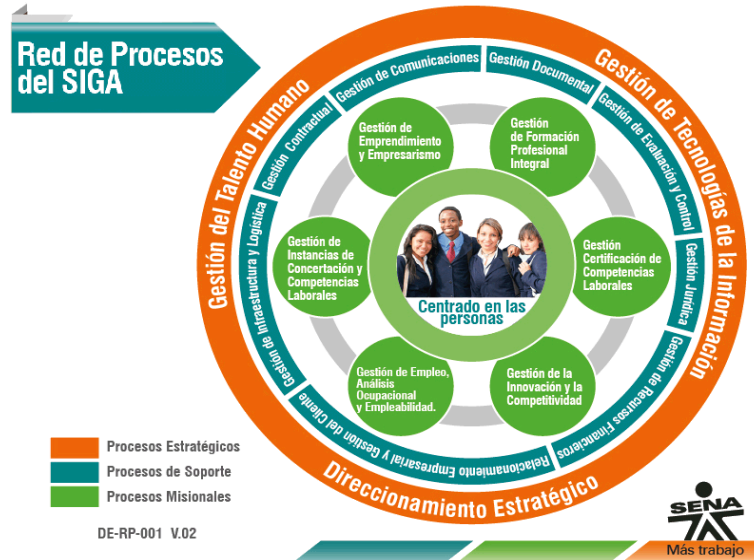 Red de Procesos
del SIGA
Gestión del Talento Humano
Gestión de Tecnologías de la Información
Direccionamiento Estratégico
Gestión de Comunicaciones
Gestión Documental
Gestión de Evaluación y Control
Gestión Jurídica
Gestión de Recursos Financieros
Relacionamiento Empresarial y Gestión del Cliente
Gestión de Infraestructura y Logística
Gestión Contractual
Gestión de
Emprendimiento
y Empresarismo
Gestión
de Formación
Profesional
Integral
Gestión de
Instancias de
Concertación y
Competencias
Laborales
Gestión
Certificación de
Competencias
Laborales
Centrado en las
personas
Gestión de Empleo,
Análisis
Ocupacional
y Empleabilidad.
Gestión de la
Innovación y la
Competitividad
Procesos Estratégicos
Procesos de Soporte
Procesos Misionales
DE-RP-001 V.02
SENA
Más trabajo